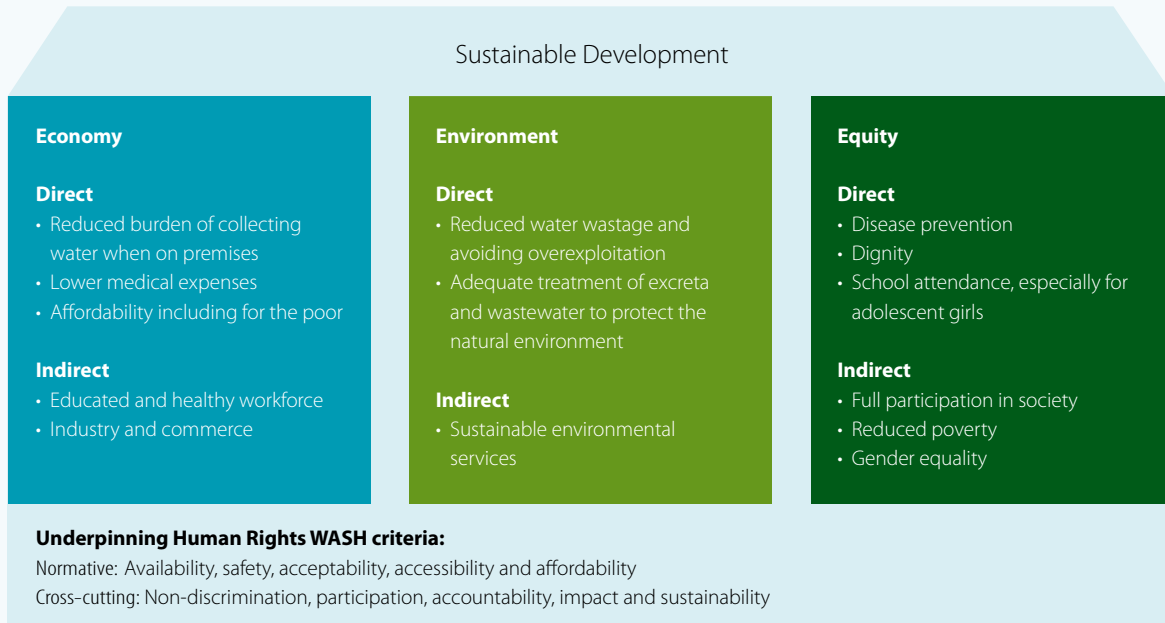 Sustainable Development
Economy
Direct
• Reduced burden of collecting
water when on premises
• Lower medical expenses
• Affordability including for the poor
Indirect
• Educated and healthy workforce
• Industry and commerce
Environment
Direct
• Reduced water wastage and
avoiding overexploitation
• Adequate treatment of excreta
and wastewater to protect the
natural environment
Indirect
• Sustainable environmental
services
Equity
Direct
• Disease prevention
• Dignity
• School attendance, especially for
adolescent girls
Indirect
• Full participation in society
• Reduced poverty
• Gender equality
Underpinning Human Rights WASH criteria:
Normative: Availability, safety, acceptability, accessibility and affordability
Cross-cutting: Non-discrimination, participation, accountability, impact and sustainability